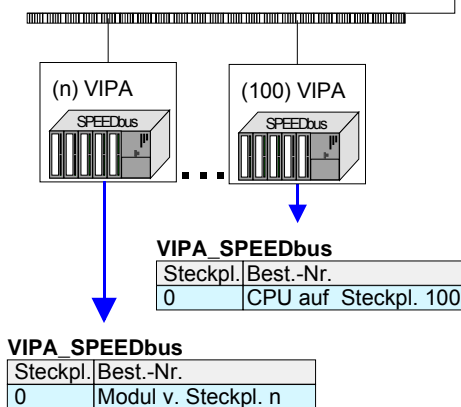 (n) VIPA
SPEEDbus
(100) VIPA
SPEEDbus
VIPA_SPEEDbus
Steckpl. Best.-Nr.
0 CPU auf Steckpl. 100
VIPA_SPEEDbus
Steckpl. Best.-Nr.
0 Modul v. Steckpl. n